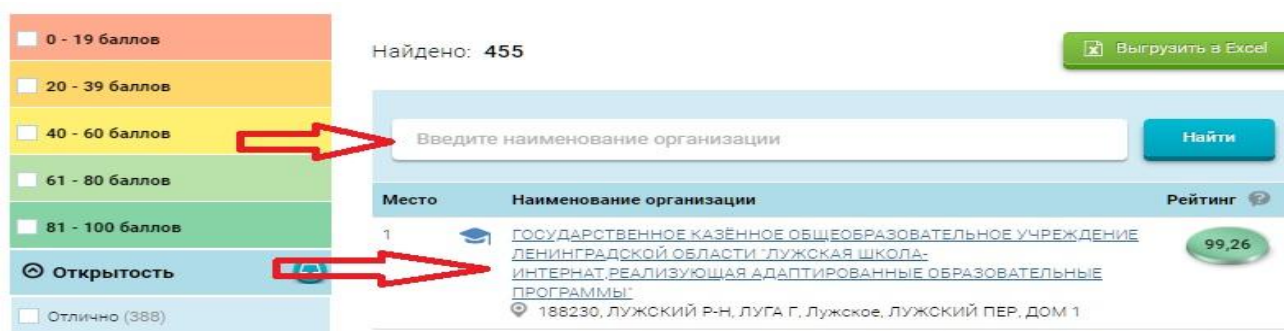 0 - 19 баллов
20 - 39 баллов
40 - 60 баллов
61 - 80 баллов
81 - 100 баллов
Открытость
Отлично (388)
Найдено: 455
Выгрузить в Excel
Введите наименование организации
Найти
Место Наименование организации Рейтинг ?
1 ГОСУДАРСТВЕННОЕ КАЗЁННОЕ ОБЩЕОБРАЗОВАТЕЛЬНОЕ УЧРЕЖДЕНИЕ 99,26
ЛЕНИНГРАДСКОЙ ОБЛАСТИ "ЛУЖСКАЯ ШКОЛА-
ИНТЕРНАТ,РЕАЛИЗУЮЩАЯ АДАПТИРОВАННЫЕ ОБРАЗОВАТЕЛЬНЫЕ
ПРОГРАММЫ"
188230, ЛУЖСКИЙ Р-Н, ЛУГА Г, Лужское, ЛУЖСКИЙ ПЕР, ДОМ 1